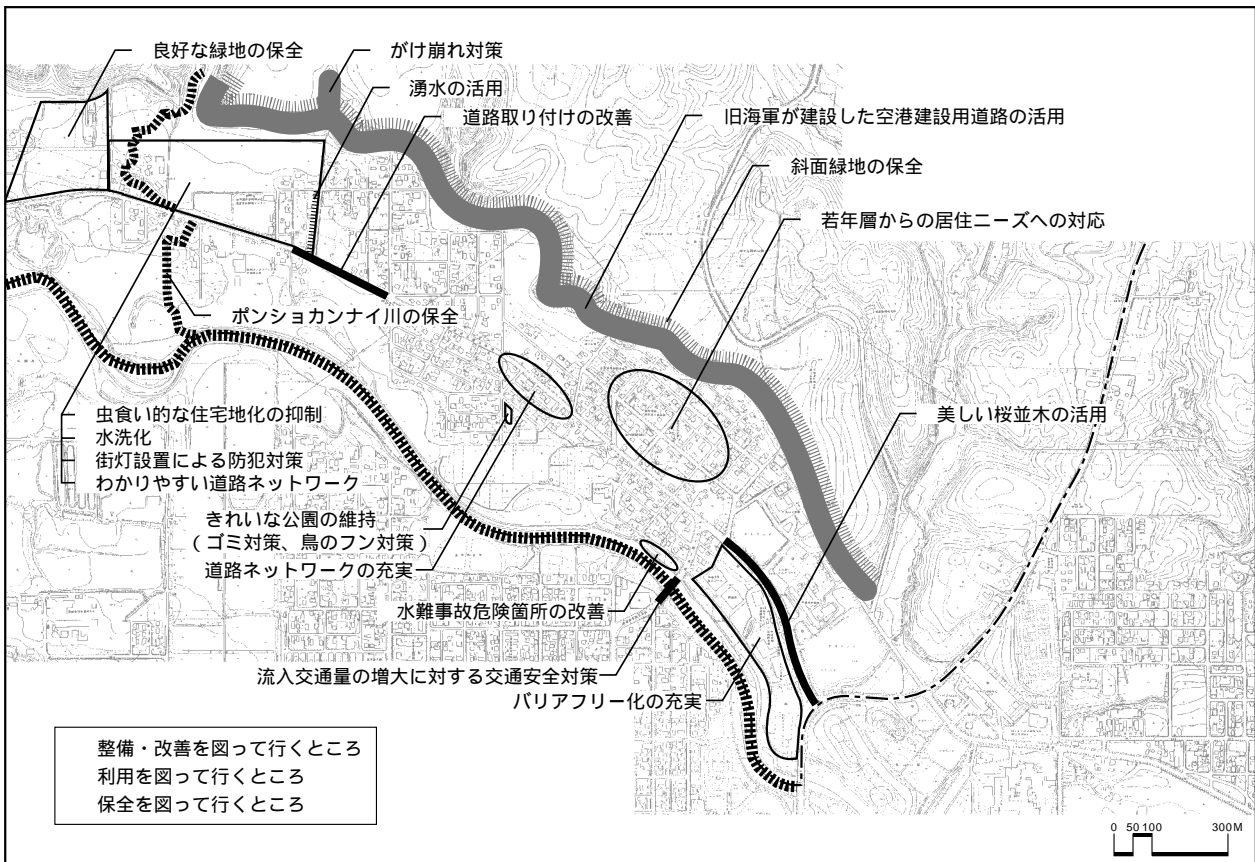 良好な緑地の保全
がけ崩れ対策
湧水の活用
道路取り付けの改善
旧海軍が建設した空港建設用道路の活用
斜面緑地の保全
若年層からの居住ニーズへの対応
ポンショカンナイ川の保全
虫食い的な住宅地化の抑制
水洗化
街灯設置による防犯対策
わかりやすい道路ネットワーク
美しい桜並木の活用
きれいな公園の維持
(ゴミ対策、鳥のフン対策)
道路ネットワークの充実
水難事故危険箇所の改善
流入交通量の増大に対する交通安全対策
バリアフリー化の充実
整備・改善を図って行くところ
利用を図って行くところ
保全を図って行くところ
0 50 100 300M